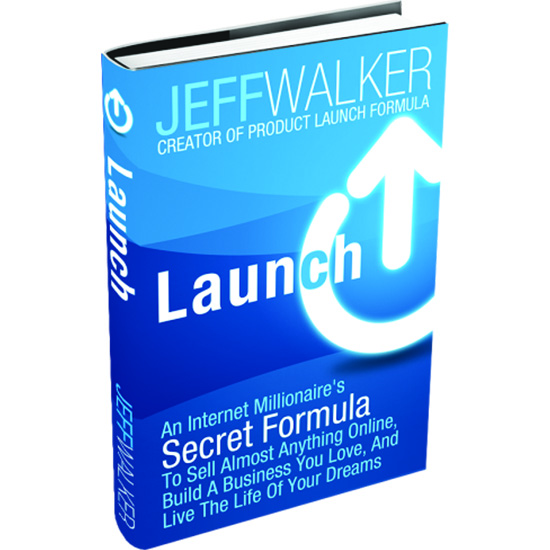 JEFFWALKER
CREATOR OF PRODUCT LAUNCH FORMULA
Launch
An Internet Millionaire's
Secret Formula
To Sell Almost Anything Online,
Build A Business You Love, And
Live The Life Of Your Dreams
Launch
JEFFWALKER